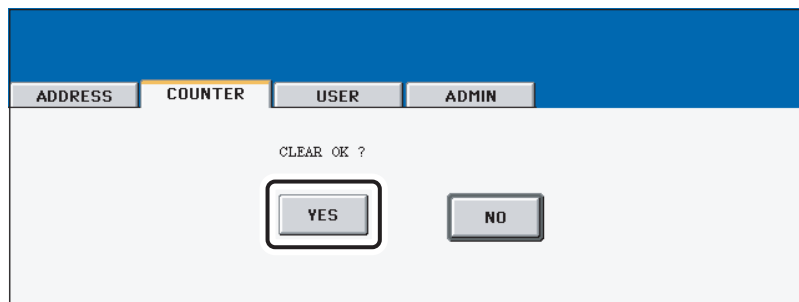 ADDRESS COUNTER USER ADMIN
CLEAR OK ?
YES NO